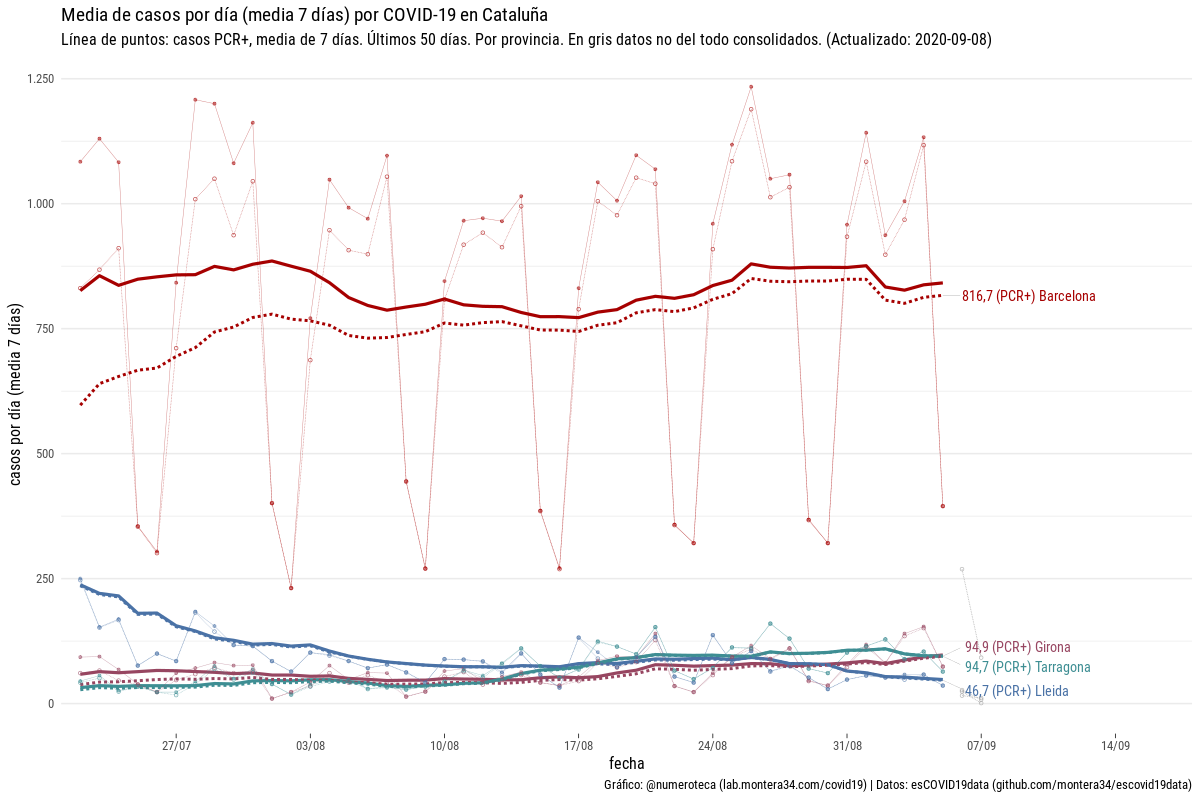 Media de casos por día (media 7 días) por COVID-19 en Cataluña
Línea de puntos: casos PCR+, media de 7 días. Últimos 50 días. Por provincia. En gris datos no del todo consolidados. (Actualizado: 2020-09-08)
casos por día (media 7 días)
1.250
1.000
750
500
250
0
816,7 (PCR+) Barcelona
94,9 (PCR+) Girona
94,7 (PCR+) Tarragona
46,7 (PCR+) Lleida
27/07
03/08
10/08
17/08
24/08
31/08
07/09
14/09
fecha
Gráfico: @numeroteca (lab.montera34.com/covid19) | Datos: esCOVID19data (github.com/montera34/escovid19data)